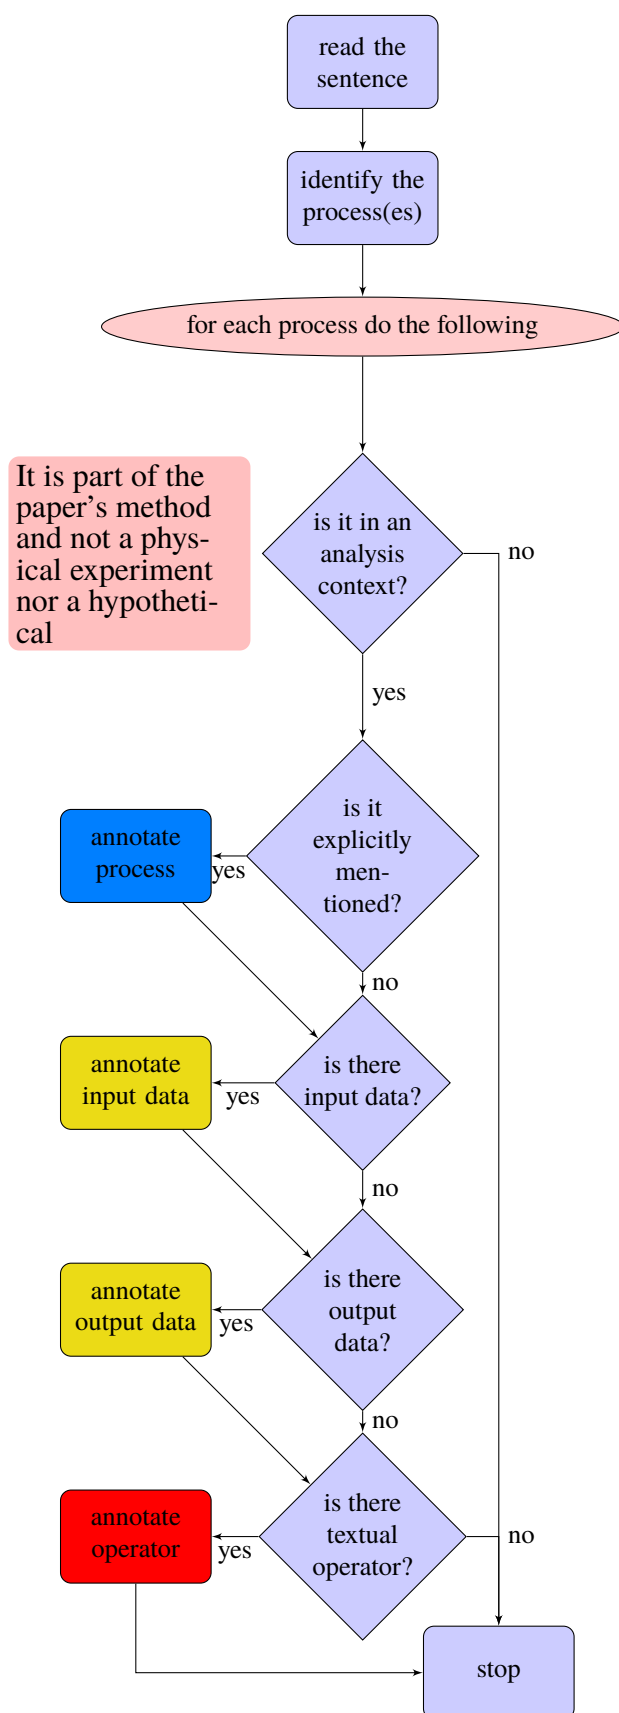 read the
sentence
identify the
process(es)
for each process do the following
It is part of the
paper's method
and not a phys-
ical experiment
nor a hypotheti-
cal
is it in an
analysis
context?
no
yes
is it
explicitly
men-
tioned?
annotate
process
yes
no
is there
input data?
annotate
input data
yes
no
is there
output
data?
annotate
output data
yes
no
is there
textual
operator?
annotate
operator
yes
no
stop